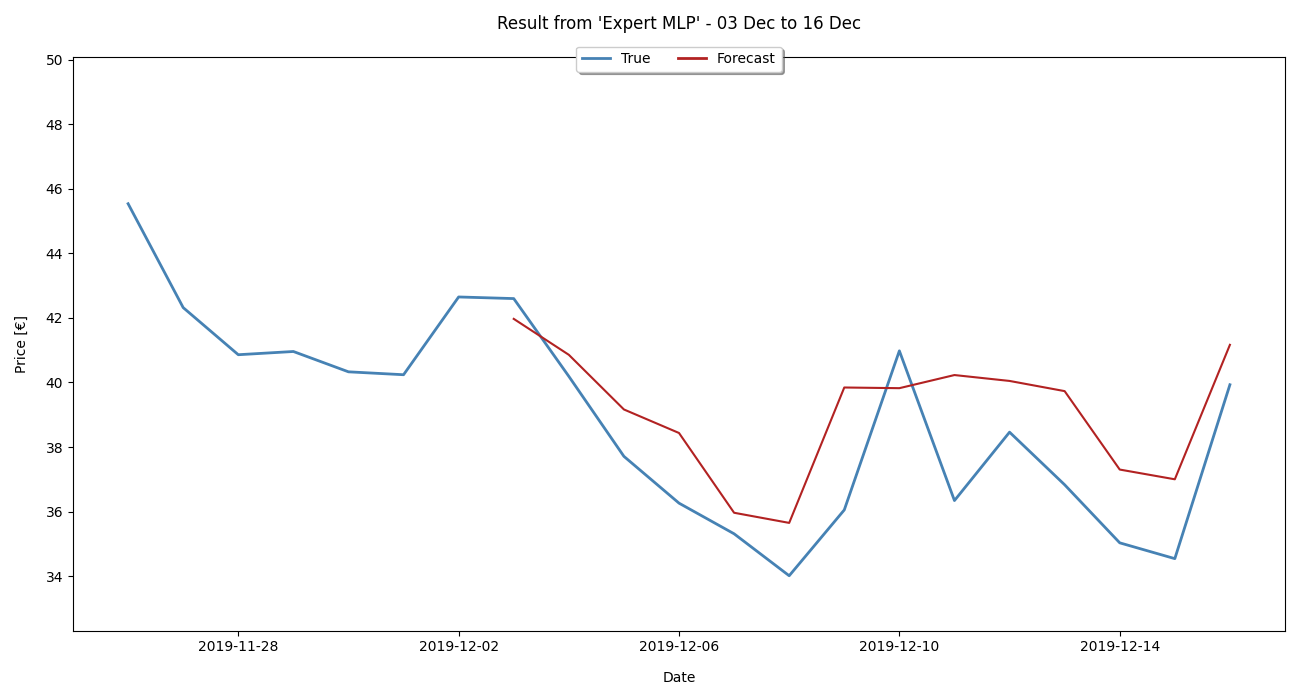 Result from 'Expert MLP' - 03 Dec to 16 Dec
True Forecast
50
48
46
44
42
40
38
36
34
Price [€]
2019-11-28 2019-12-02 2019-12-06 2019-12-10 2019-12-14
Date